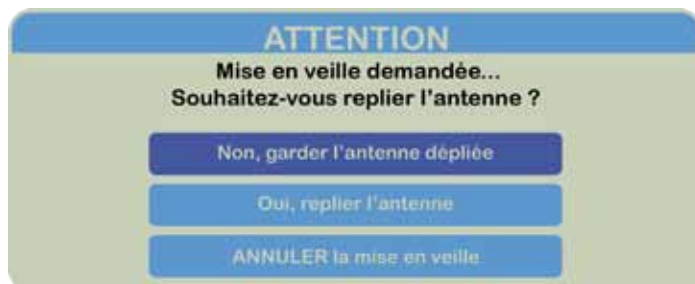 ATTENTION
Mise en veille demandée...
Souhaitez-vous replier l'antenne ?
Non, garder l'antenne dépliée
Oui, replier l'antenne
ANNULER la mise en veille